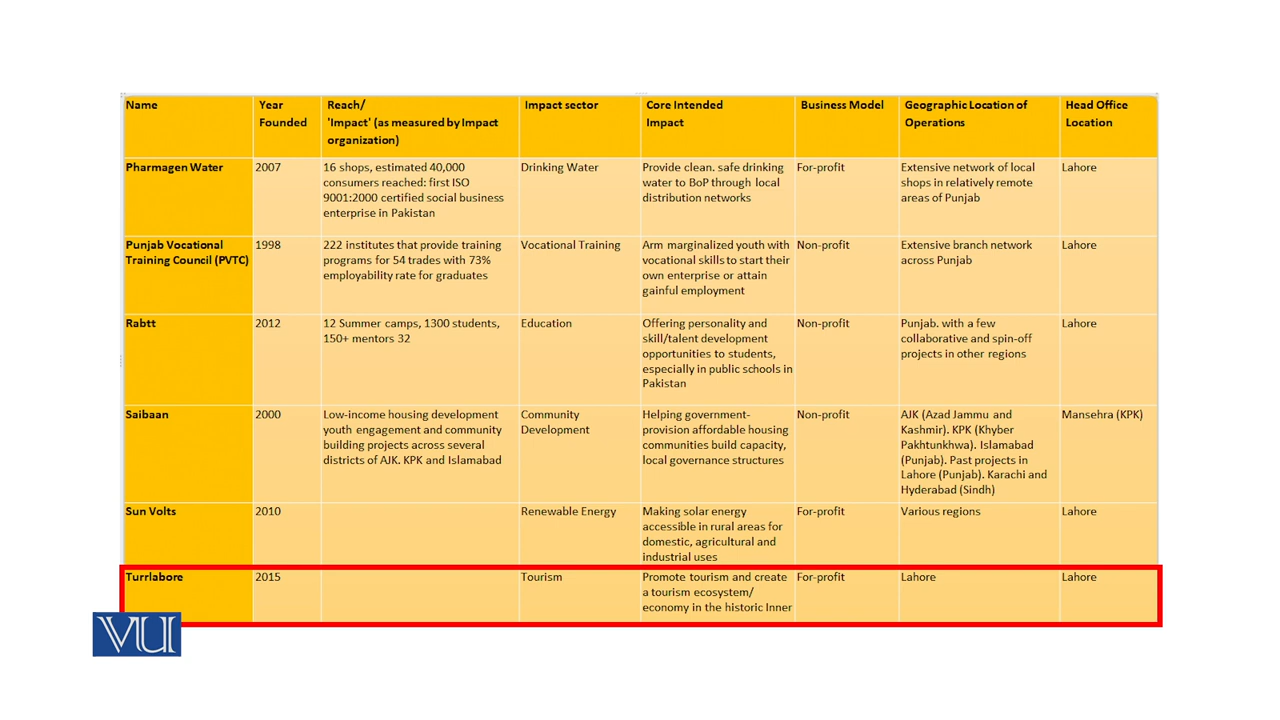 Name
Year
Founded
Reach/
'Impact' (as measured by Impact
organization)
Impact sector
Core Intended
Impact
Business Model
Geographic Location of
Operations
Head Office
Location
Pharmagen Water
2007
16 shops, estimated 40,000
consumers reached: first ISO
9001:2000 certified social business
enterprise in Pakistan
Drinking Water
Provide clean. safe drinking
water to BoP through local
distribution networks
For-profit
Extensive network of local
shops in relatively remote
areas of Punjab
Lahore
Punjab Vocational
Training Council (PVTC)
1998
222 institutes that provide training
programs for 54 trades with 73%
employability rate for graduates
Vocational Training
Arm marginalized youth with
vocational skills to start their
own enterprise or attain
gainful employment
Non-profit
Extensive branch network
across Punjab
Lahore
Rabtt
2012
12 Summer camps, 1300 students,
150+ mentors 32
Education
Offering personality and
skill/talent development
opportunities to students,
especially in public schools in
Pakistan
Non-profit
Punjab. with a few
collaborative and spin-off
projects in other regions
Lahore
Saibaan
2000
Low-income housing development
youth engagement and community
building projects across several
districts of AJK. KPK and Islamabad
Community
Development
Helping government-
provision affordable housing
communities build capacity,
local governance structures
Non-profit
AJK (Azad Jammu and
Kashmir). KPK (Khyber
Pakhtunkhwa). Islamabad
(Punjab). Past projects in
Lahore (Punjab). Karachi and
Hyderabad (Sindh)
Mansehra (KPK)
Sun Volts
2010
Renewable Energy
Making solar energy
accessible in rural areas for
domestic, agricultural and
industrial uses
For-profit
Various regions
Lahore
Turrlabore
2015
Tourism
Promote tourism and create
a tourism ecosystem/
economy in the historic Inner
For-profit
Lahore
Lahore
VU